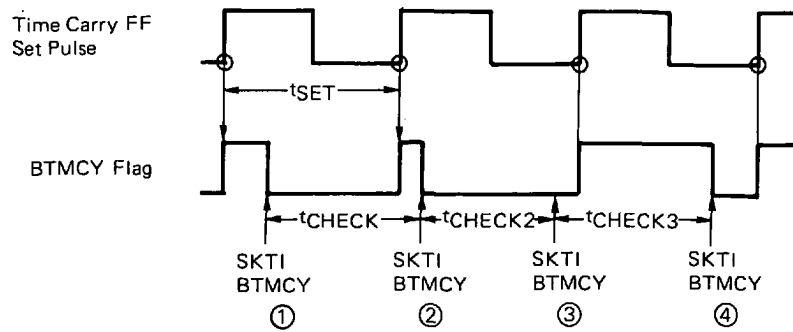 Time Carry FF
Set Pulse
tSET
BTMCY Flag
tCHECK
tCHECK2
tCHECK3
SKTI
BTMCY
①
SKTI
BTMCY
②
SKTI
BTMCY
③
SKTI
BTMCY
④